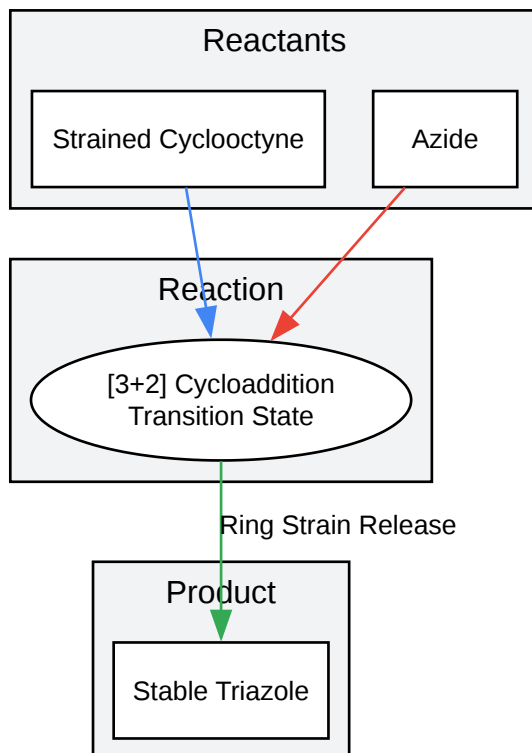 Reactants
Strained Cyclooctyne
Azide
Reaction
[3+2] Cycloaddition
Transition State
Ring Strain Release
Product
Stable Triazole